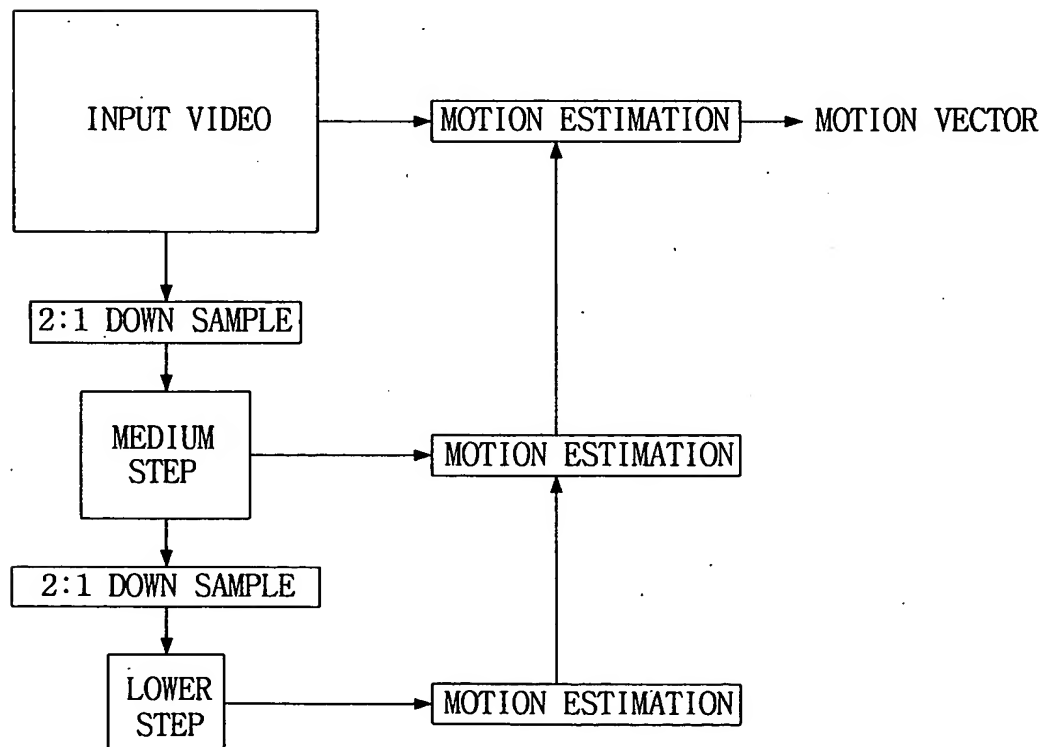 INPUT VIDEO
MOTION ESTIMATION
MOTION VECTOR
2:1 DOWN SAMPLE
MEDIUM
STEP
MOTION ESTIMATION
2:1 DOWN SAMPLE
LOWER
STEP
MOTION ESTIMATION